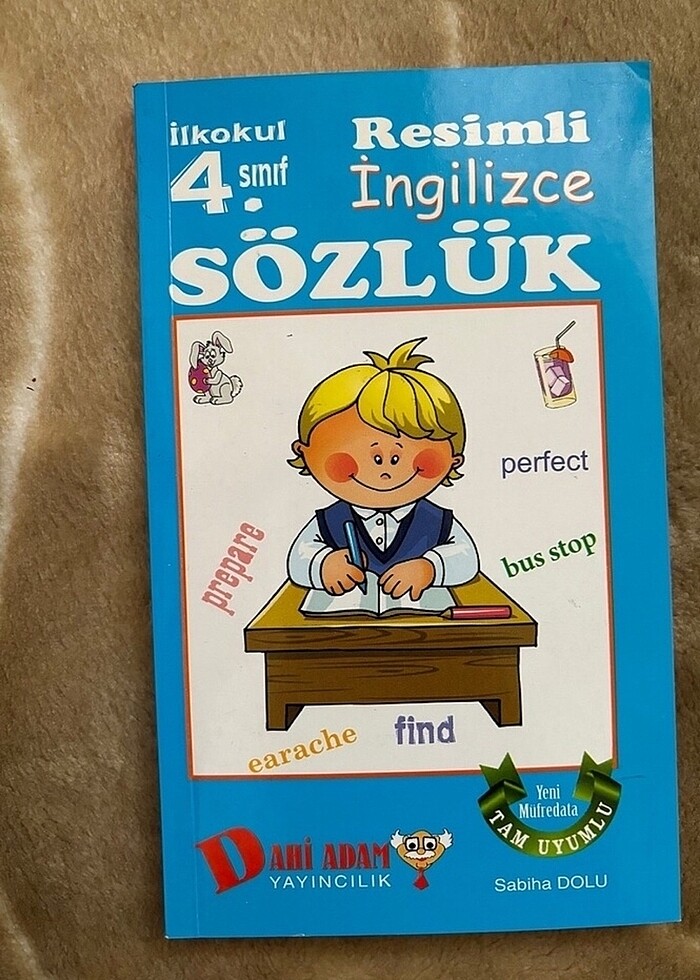 İlkokul
4. sınıf
Resimli
İngilizce
SÖZLÜK
perfect
bus stop
prepare
find
earache
Yeni
Müfredata
TAM UYUMLU
DAHİ ADAM
YAYINCILIK
Sabiha DOLU